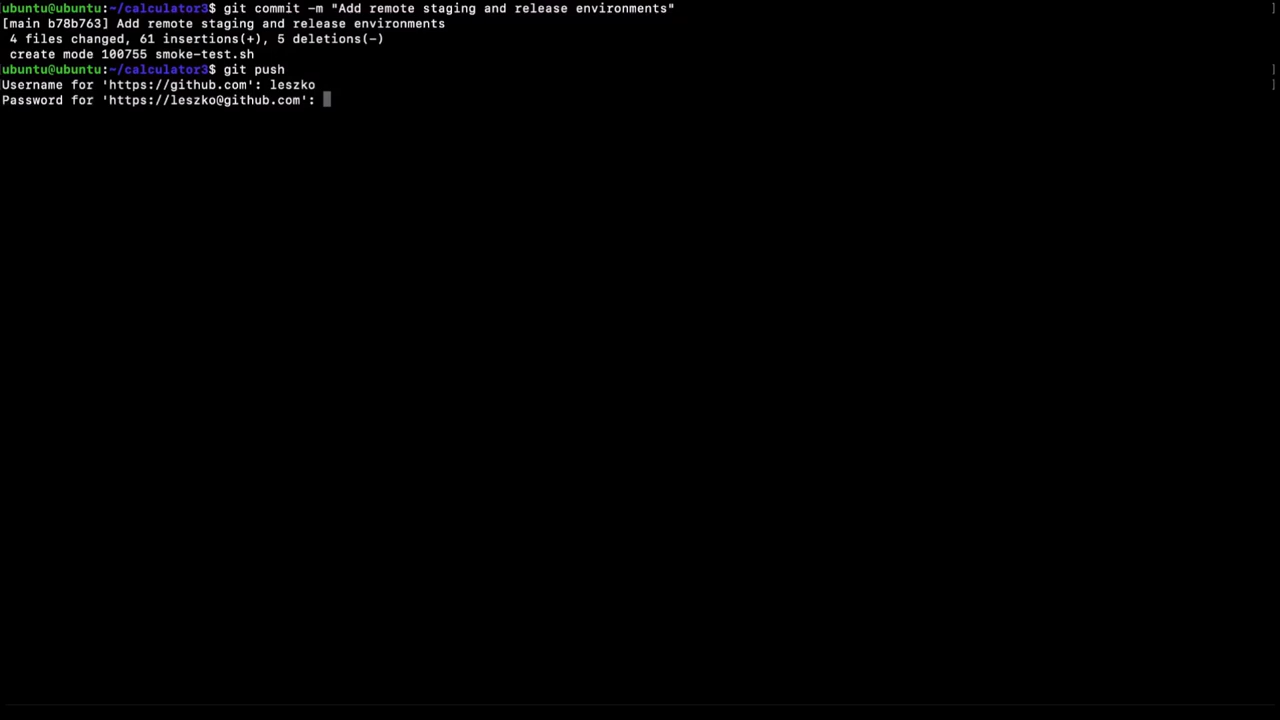 ubuntu@ubuntu:~/calculator3$ git commit -m "Add remote staging and release environments"
[main b78b763] Add remote staging and release environments
 4 files changed, 61 insertions(+), 5 deletions(-)
 create mode 100755 smoke-test.sh
ubuntu@ubuntu:~/calculator3$ git push
Username for 'https://github.com': leszko
Password for 'https://leszko@github.com':